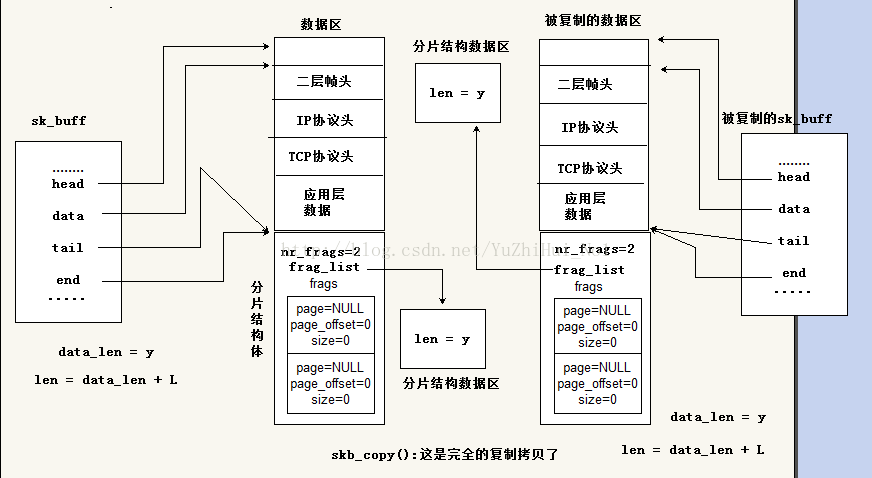 数据区
被复制的数据区
分片结构数据区
len = y
二层帧头
IP协议头
TCP协议头
应用层
数据
二层帧头
IP协议头
TCP协议头
应用层
数据
sk_buff
........
head
data
tail
end
.....
被复制的sk_buff
........
head
data
tail
end
.....
nr_frags=2
frag_list
frags
page=NULL
page_offset=0
size=0
page=NULL
page_offset=0
size=0
分片结构体
len = y
分片结构数据区
nr_frags=2
frag_list
frags
page=NULL
page_offset=0
size=0
page=NULL
page_offset=0
size=0
data_len = y
len = data_len + L
data_len = y
len = data_len + L
skb_copy():这是完全的复制拷贝了